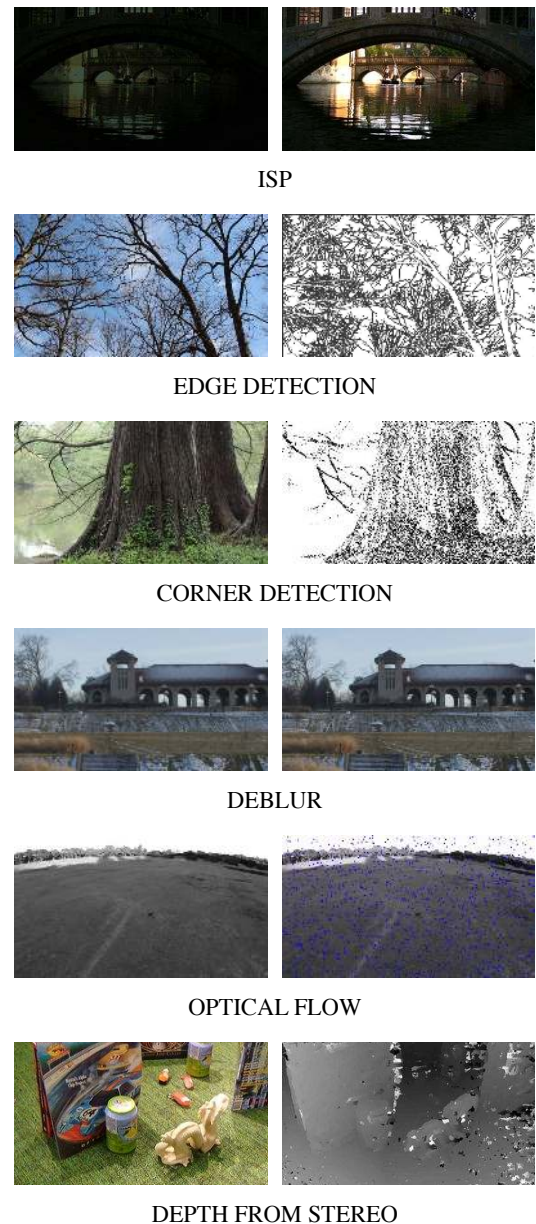 ISP
EDGE DETECTION
CORNER DETECTION
DEBLUR
OPTICAL FLOW
DEPTH FROM STEREO